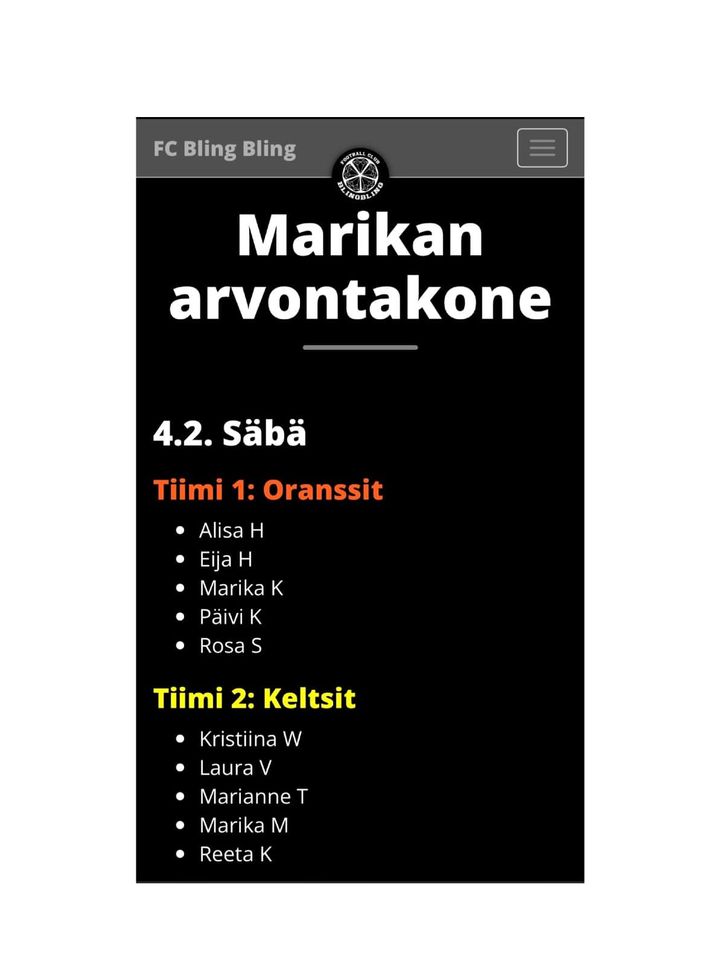 FC Bling Bling
FOOTBALL CLUB
BLINGBLING
Marikan
arvontakone
4.2. Säbä
Tiimi 1: Oranssit
Alisa H
Eija H
Marika K
Päivi K
Rosa S
Tiimi 2: Keltsit
Kristiina W
Laura V
Marianne T
Marika M
Reeta K